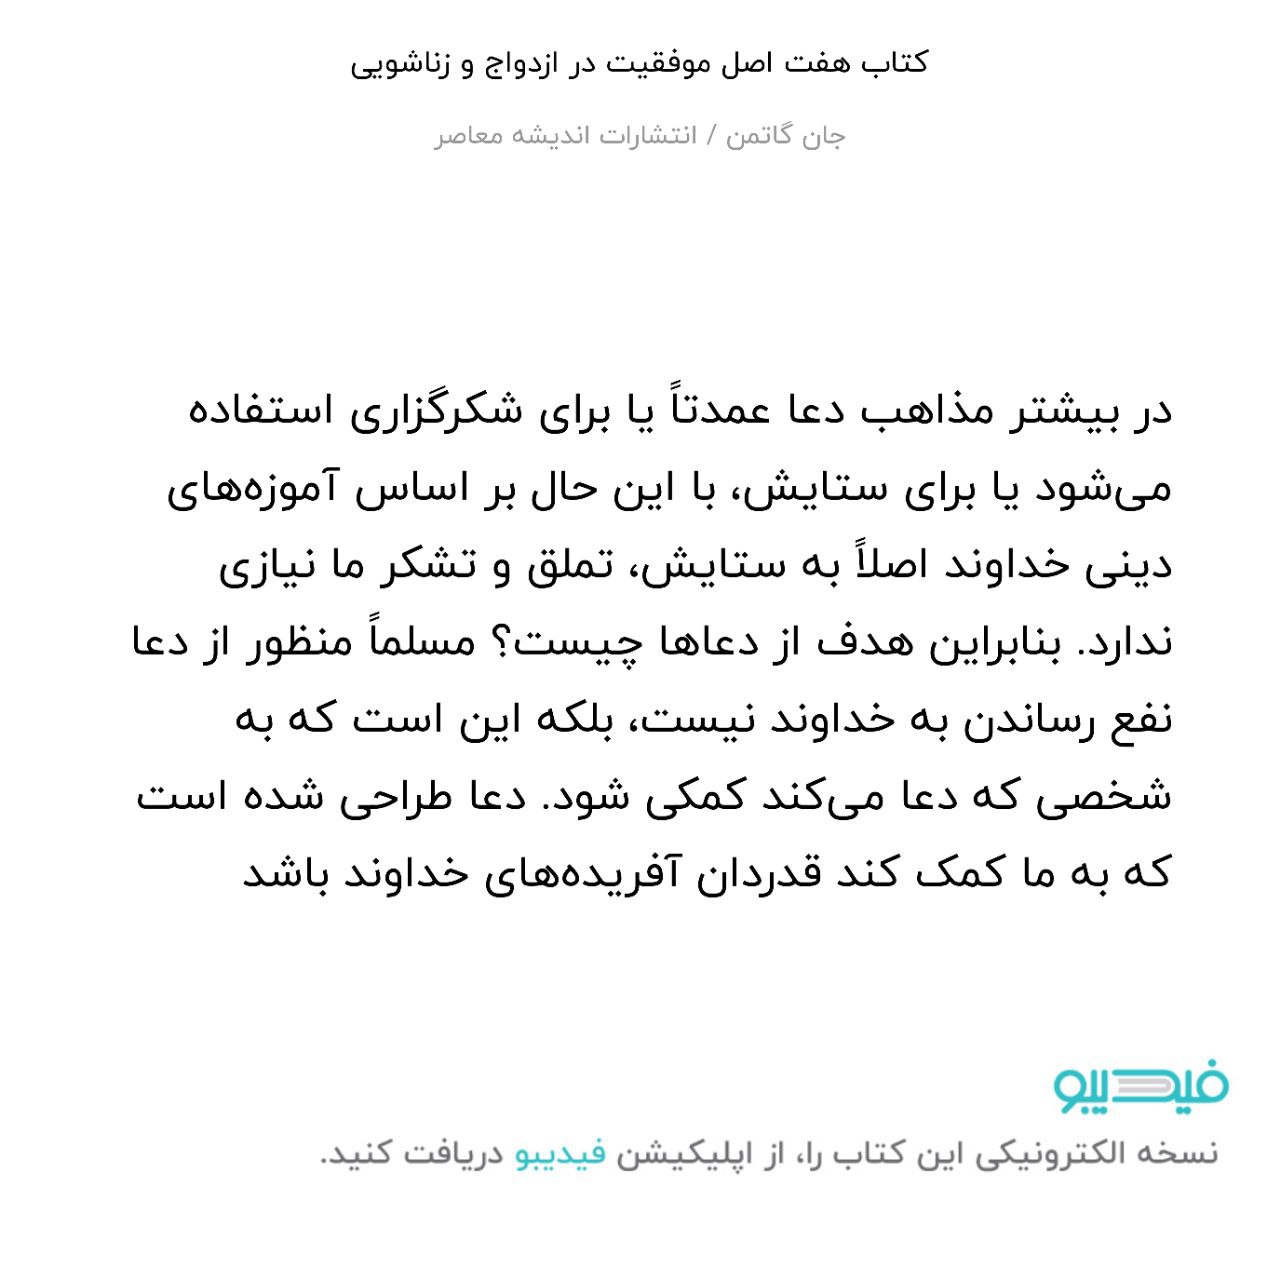 کتاب هفت اصل موفقیت در ازدواج و زناشویی
جان گاتمن / انتشارات اندیشه معاصر
در بیشتر مذاهب دعا عمدتاً یا برای شکرگزاری استفاده
می‌شود یا برای ستایش، با این حال بر اساس آموزه‌های
دینی خداوند اصلاً به ستایش، تملق و تشکر ما نیازی
ندارد. بنابراین هدف از دعاها چیست؟ مسلماً منظور از دعا
نفع رساندن به خداوند نیست، بلکه این است که به
شخصی که دعا می‌کند کمکی شود. دعا طراحی شده است
که به ما کمک کند قدردان آفریده‌های خداوند باشد
فیدیبو
نسخه الکترونیکی این کتاب را، از اپلیکیشن فیدیبو دریافت کنید.